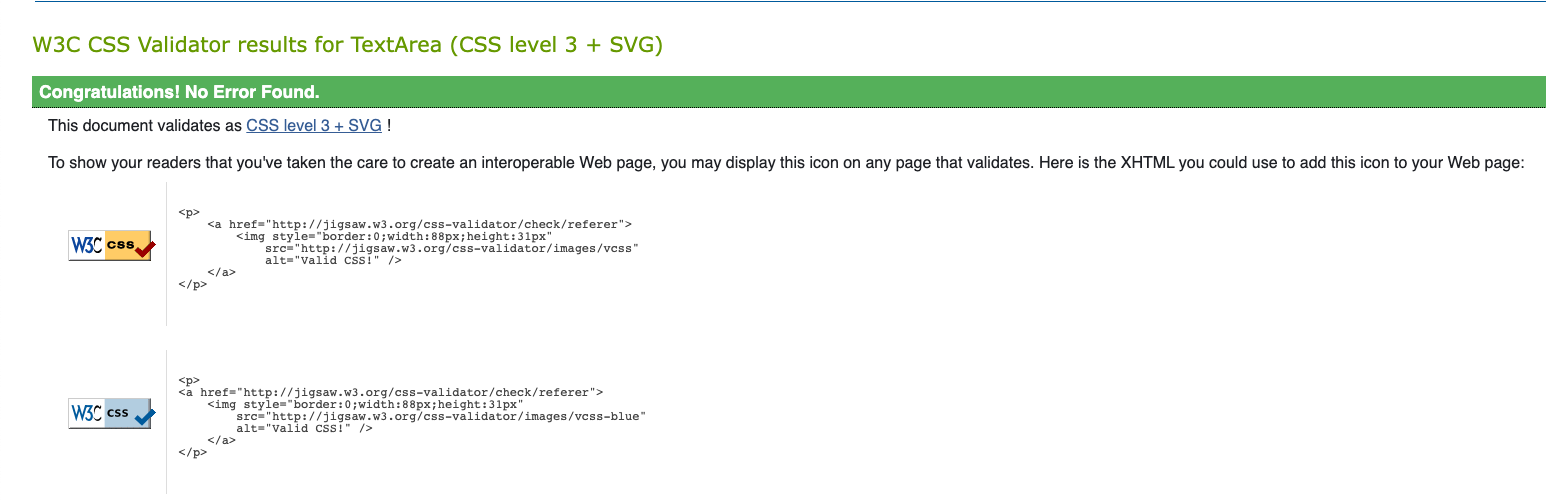 W3C CSS Validator results for TextArea (CSS level 3 + SVG)
Congratulations! No Error Found.
This document validates as CSS level 3 + SVG !
To show your readers that you've taken the care to create an interoperable Web page, you may display this icon on any page that validates. Here is the XHTML you could use to add this icon to your Web page:
W3C css
<p>
    <a href="http://jigsaw.w3.org/css-validator/check/referer">
        <img style="border:0;width:88px;height:31px"
            src="http://jigsaw.w3.org/css-validator/images/vcss"
            alt="Valid CSS!" />
    </a>
</p>
W3C css
<p>
<a href="http://jigsaw.w3.org/css-validator/check/referer">
    <img style="border:0;width:88px;height:31px"
        src="http://jigsaw.w3.org/css-validator/images/vcss-blue"
        alt="Valid CSS!" />
    </a>
</p>